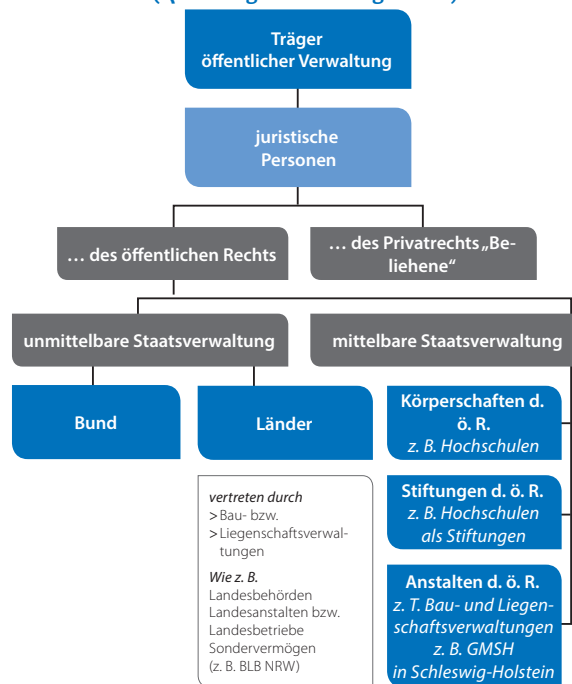 Träger
öffentlicher Verwaltung
juristische
Personen
… des öffentlichen Rechts
… des Privatrechts „Be-
liehene“
unmittelbare Staatsverwaltung
mittelbare Staatsverwaltung
Bund
Länder
Körperschaften d.
ö. R.
z. B. Hochschulen
vertreten durch
> Bau- bzw.
> Liegenschaftsverwal-
tungen
Wie z. B.
Landesbehörden
Landesanstalten bzw.
Landesbetriebe
Sondervermögen
(z. B. BLB NRW)
Stiftungen d. ö. R.
z. B. Hochschulen
als Stiftungen
Anstalten d. ö. R.
z. T. Bau- und Liegen-
schaftsverwaltungen
z. B. GMSH
in Schleswig-Holstein